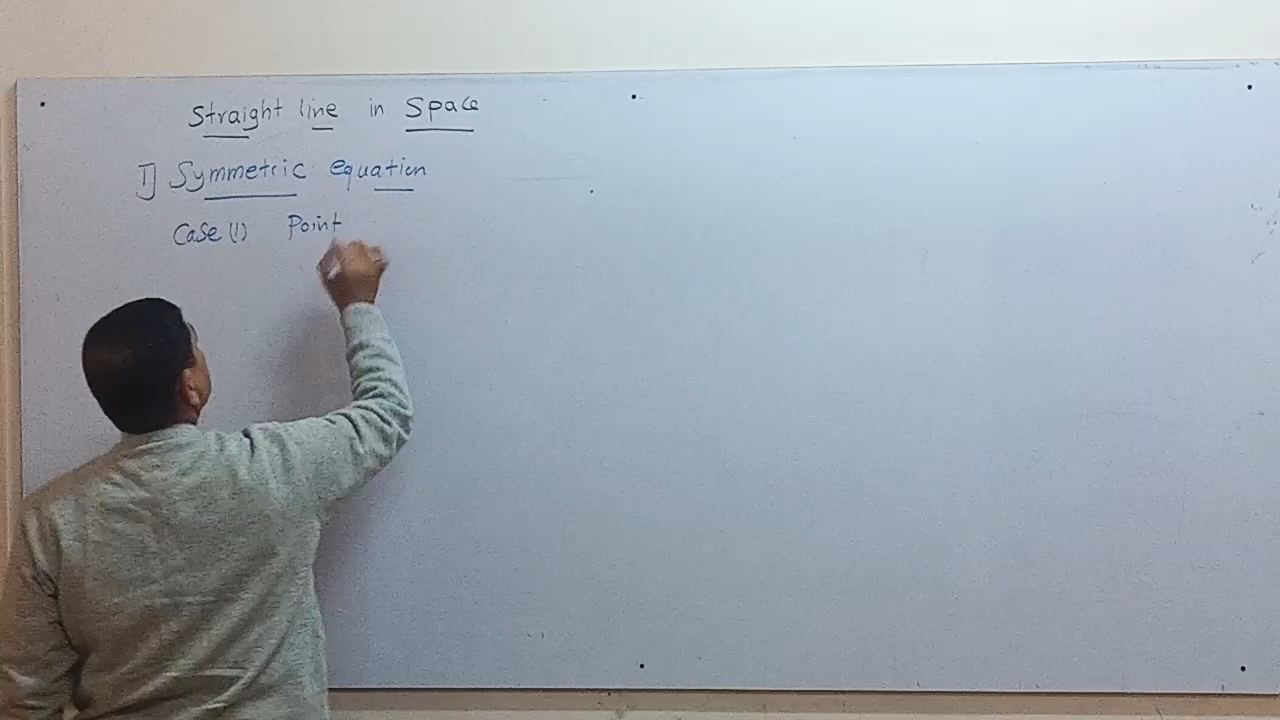 Straight line in Space
I] Symmetric equation
Case (1) Point